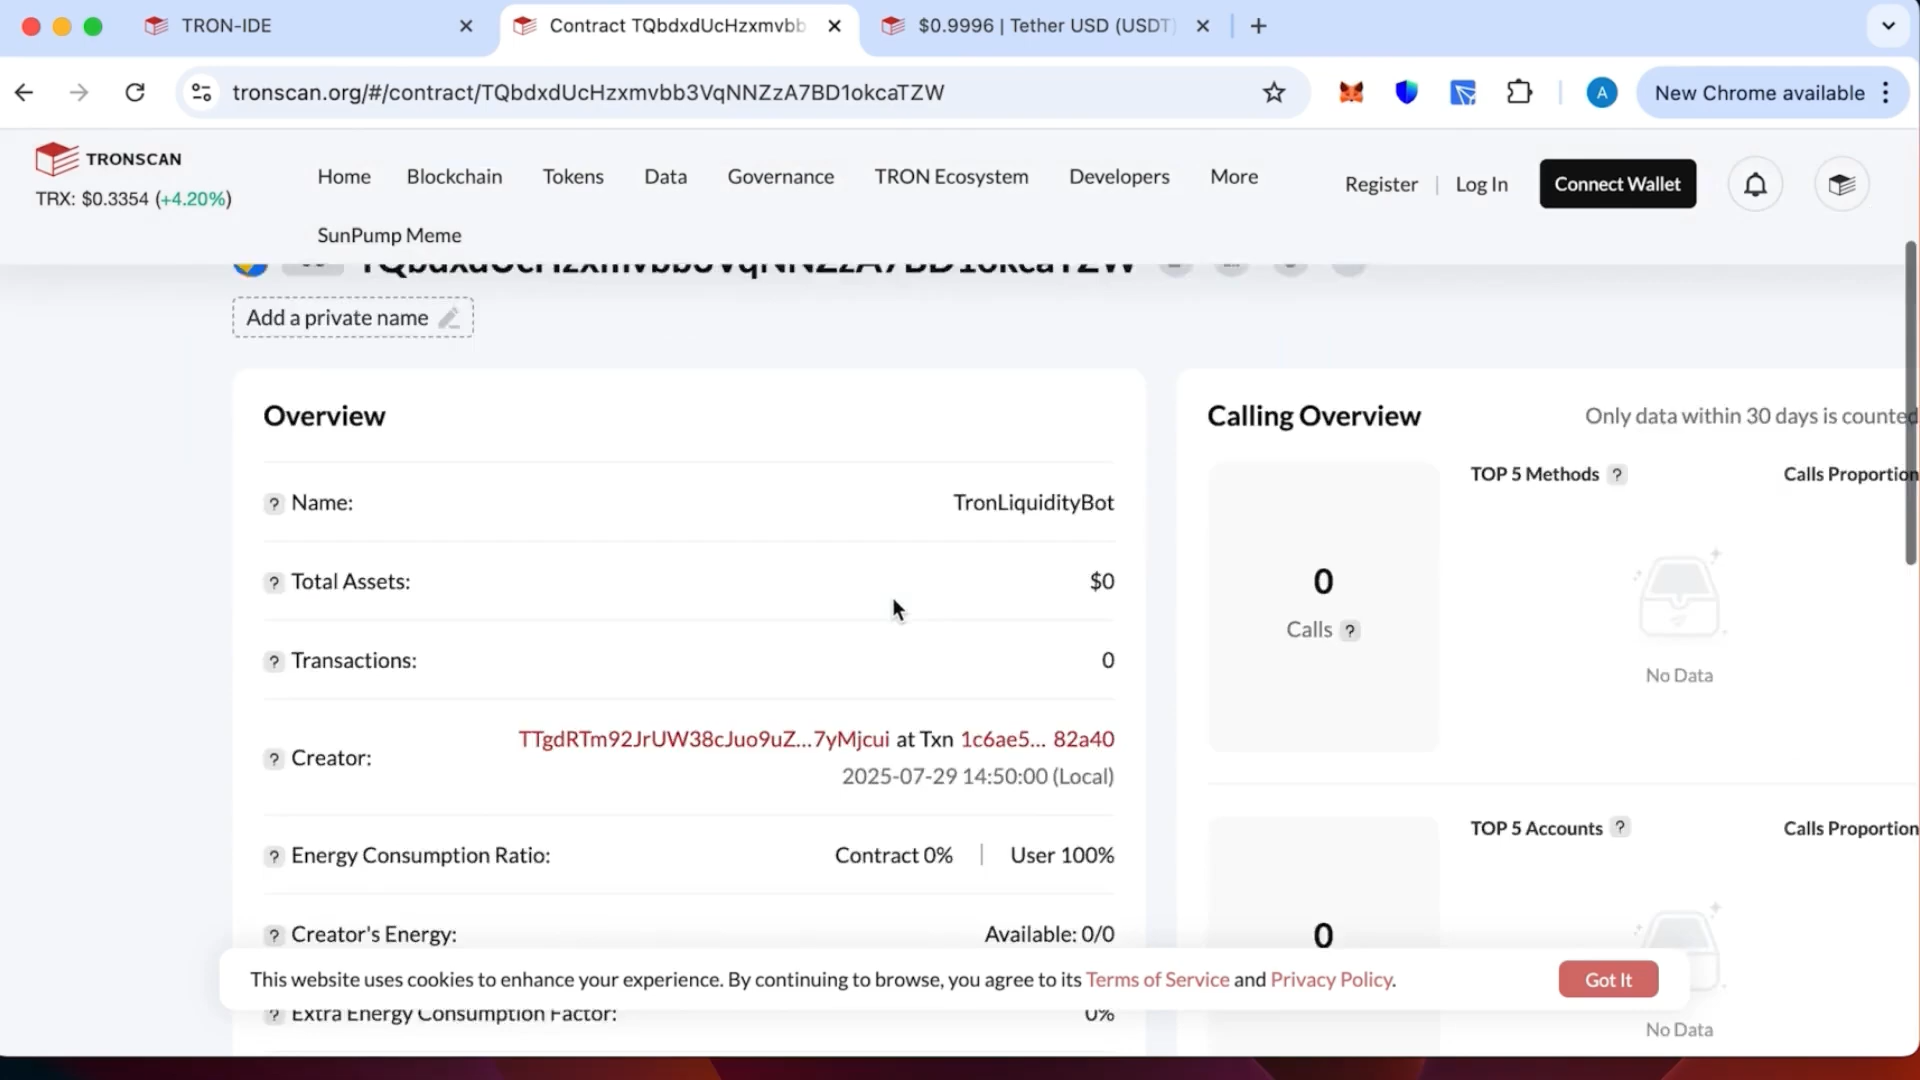 TRON-IDE
Contract TQbdxdUcHzxmvbb
$0.9996 | Tether USD (USDT)
tronscan.org/#/contract/TQbdxdUcHzxmvbb3VqNNZzA7BD1okcaTZW
A
New Chrome available
TRONSCAN
TRX: $0.3354 (+4.20%)
Home
Blockchain
Tokens
Data
Governance
TRON Ecosystem
Developers
More
SunPump Meme
Register
Log In
Connect Wallet
TQbdxdUcHzxmvbb3VqNNZzA7BD1okcaTZW
Add a private name
Overview
? Name: TronLiquidityBot
? Total Assets: $0
? Transactions: 0
? Creator: TTgdRTm92JrUW38cJuo9uZ...7yMjcui at Txn 1c6ae5... 82a40
2025-07-29 14:50:00 (Local)
? Energy Consumption Ratio: Contract 0% | User 100%
? Creator's Energy: Available: 0/0
? Extra Energy Consumption Factor: 0%
Calling Overview
Only data within 30 days is counted
0
Calls ?
TOP 5 Methods ?
Calls Proportion
No Data
0
TOP 5 Accounts ?
Calls Proportion
No Data
This website uses cookies to enhance your experience. By continuing to browse, you agree to its Terms of Service and Privacy Policy.
Got It